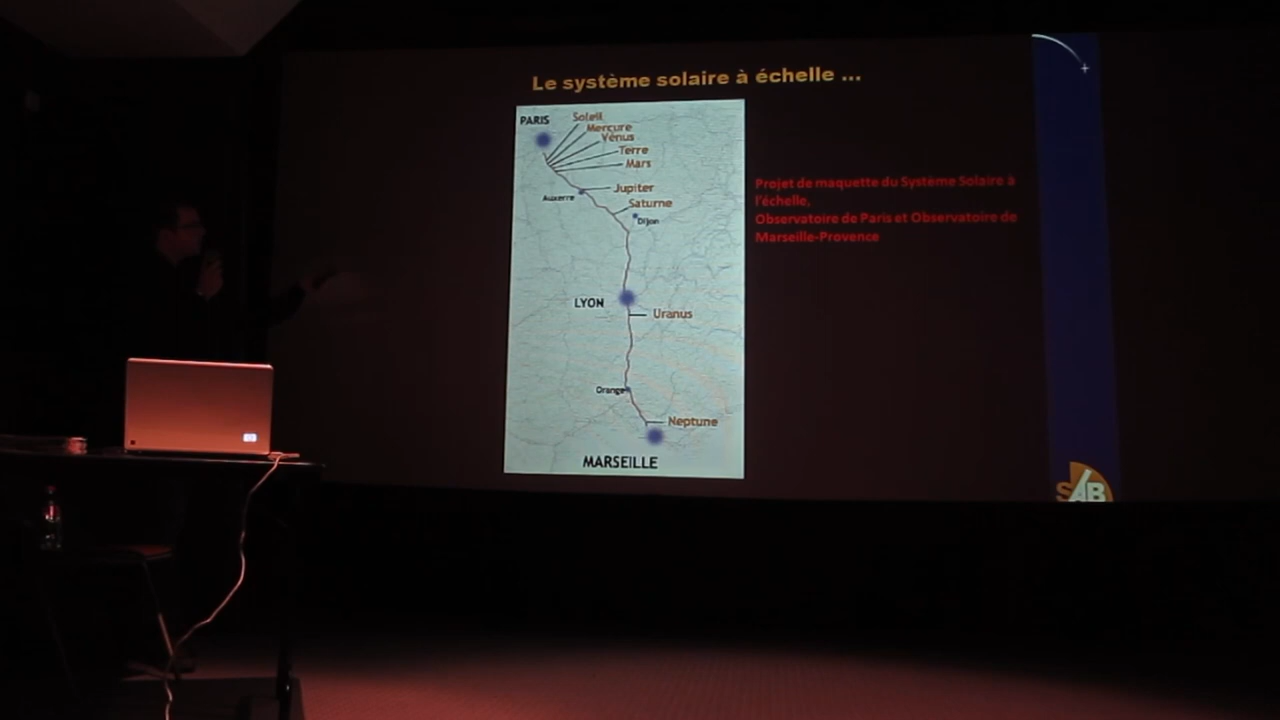 Le système solaire à échelle ...
PARIS
Soleil
Mercure
Vénus
Terre
Mars
Jupiter
Auxerre
Saturne
Dijon
LYON
Uranus
Orange
Neptune
MARSEILLE
Projet de maquette du Système Solaire à
l'échelle,
Observatoire de Paris et Observatoire de
Marseille-Provence
SAB